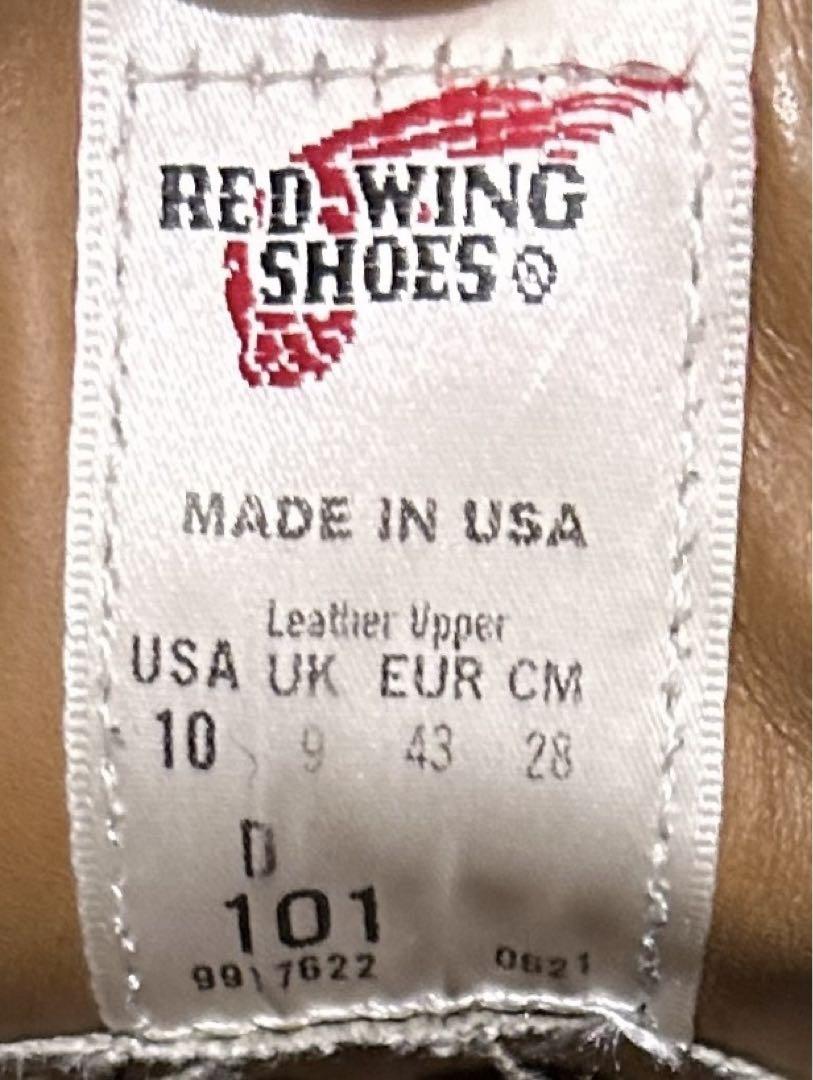 RED WING
SHOES ®
MADE IN USA
Leather Upper
USA UK EUR CM
10 9 43 28
D
101
0621